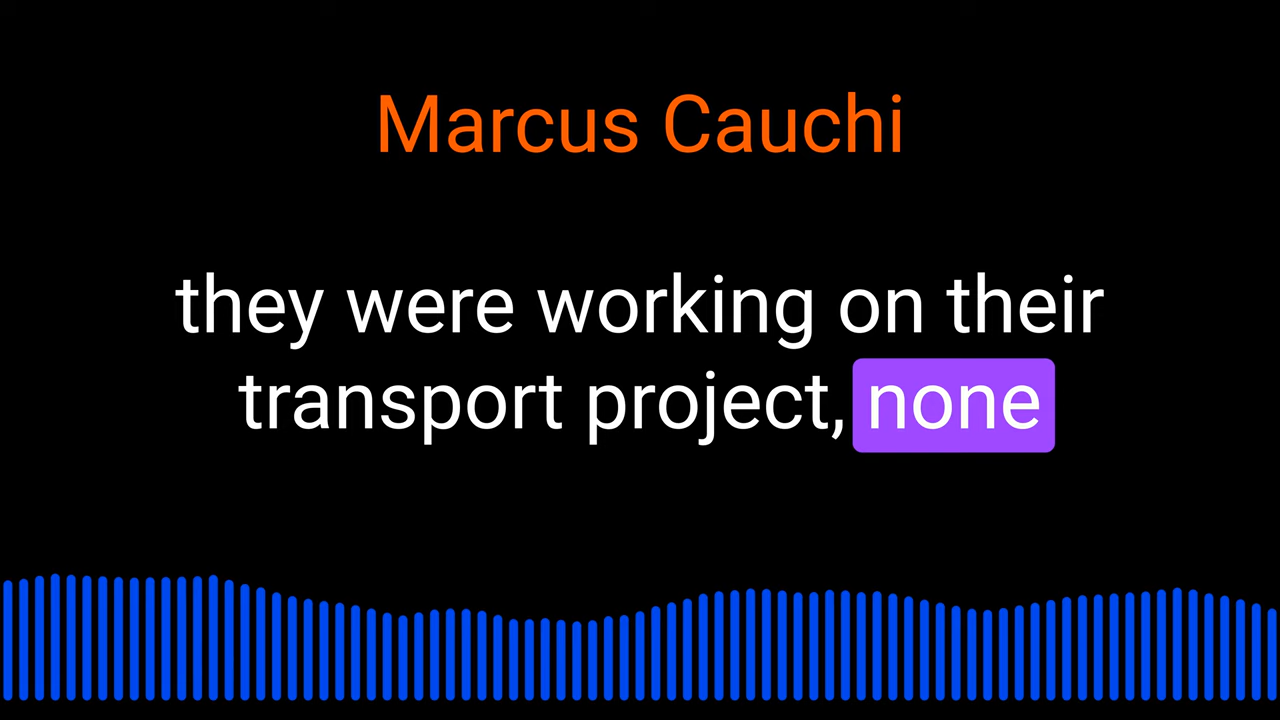 Marcus Cauchi
they were working on their
transport project, none